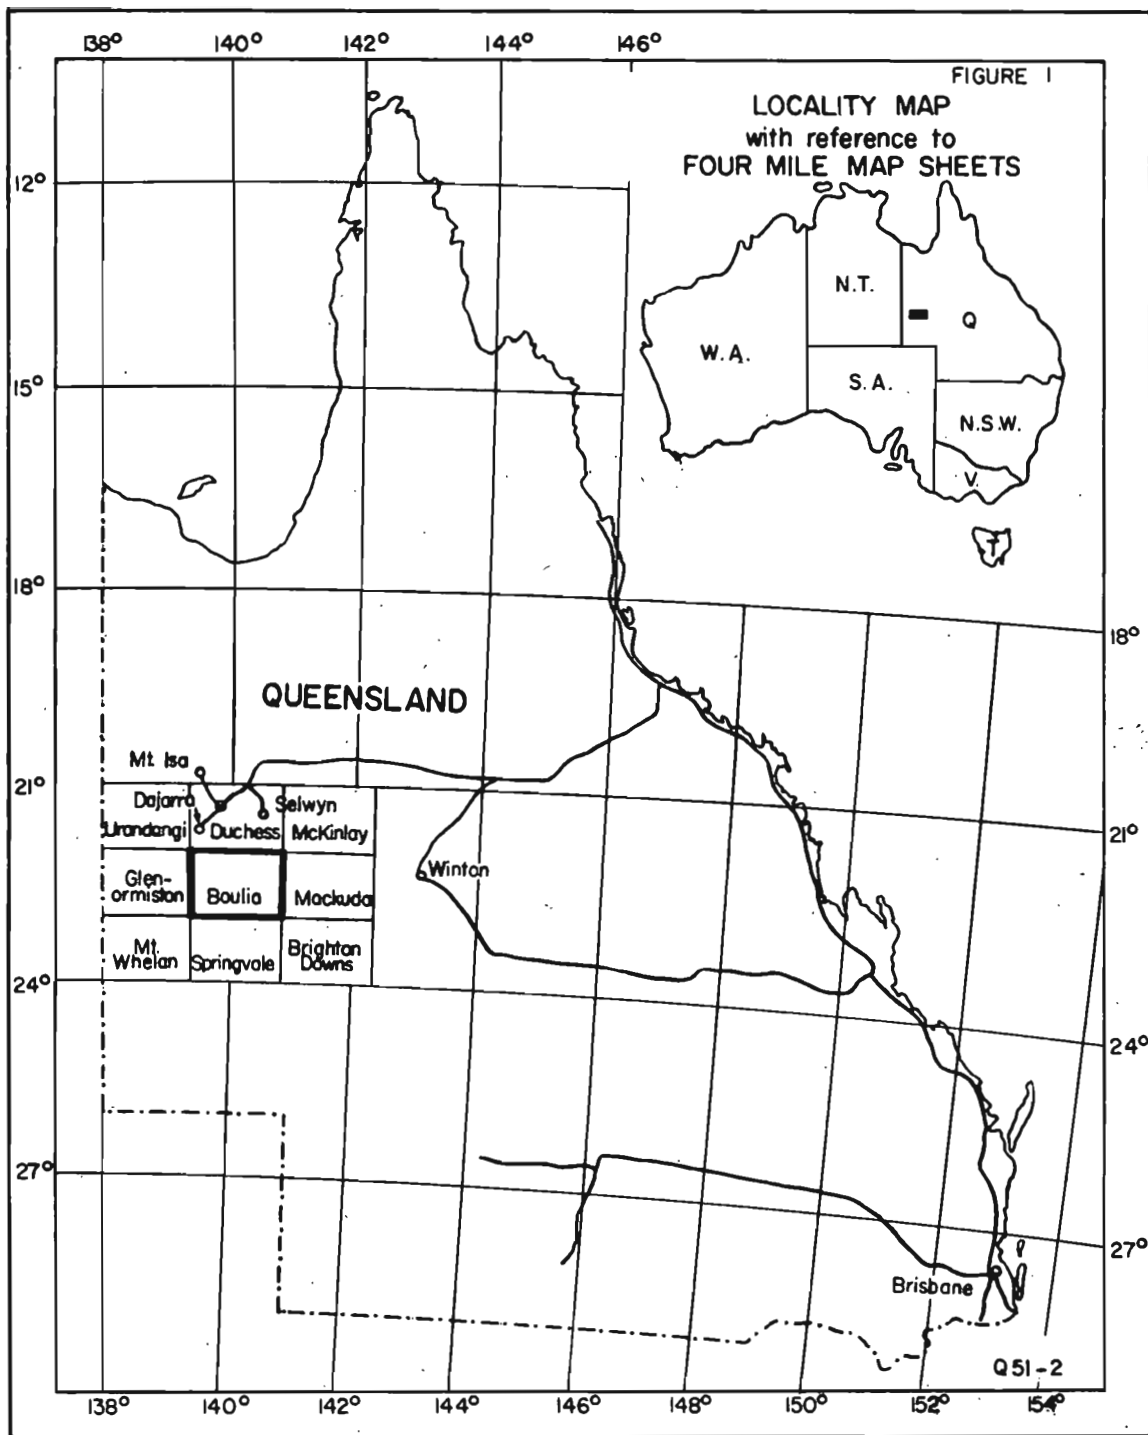 138° 140° 142° 144° 146°
FIGURE 1
LOCALITY MAP
with reference to
FOUR MILE MAP SHEETS
12°
N.T.
Q
W.A.
S.A.
15°
N.S.W.
V.
T
18°
18°
QUEENSLAND
Mt. Isa
21°
Dajarra
Selwyn
Urandangi
Duchess
McKinlay
21°
Glen-
ormiston
Boulia
Mackuda
Winton
Mt.
Whelan
Springvale
Brighton
Downs
24°
24°
27°
27°
Brisbane
Q51-2
138° 140° 142° 144° 146° 148° 150° 152° 154°